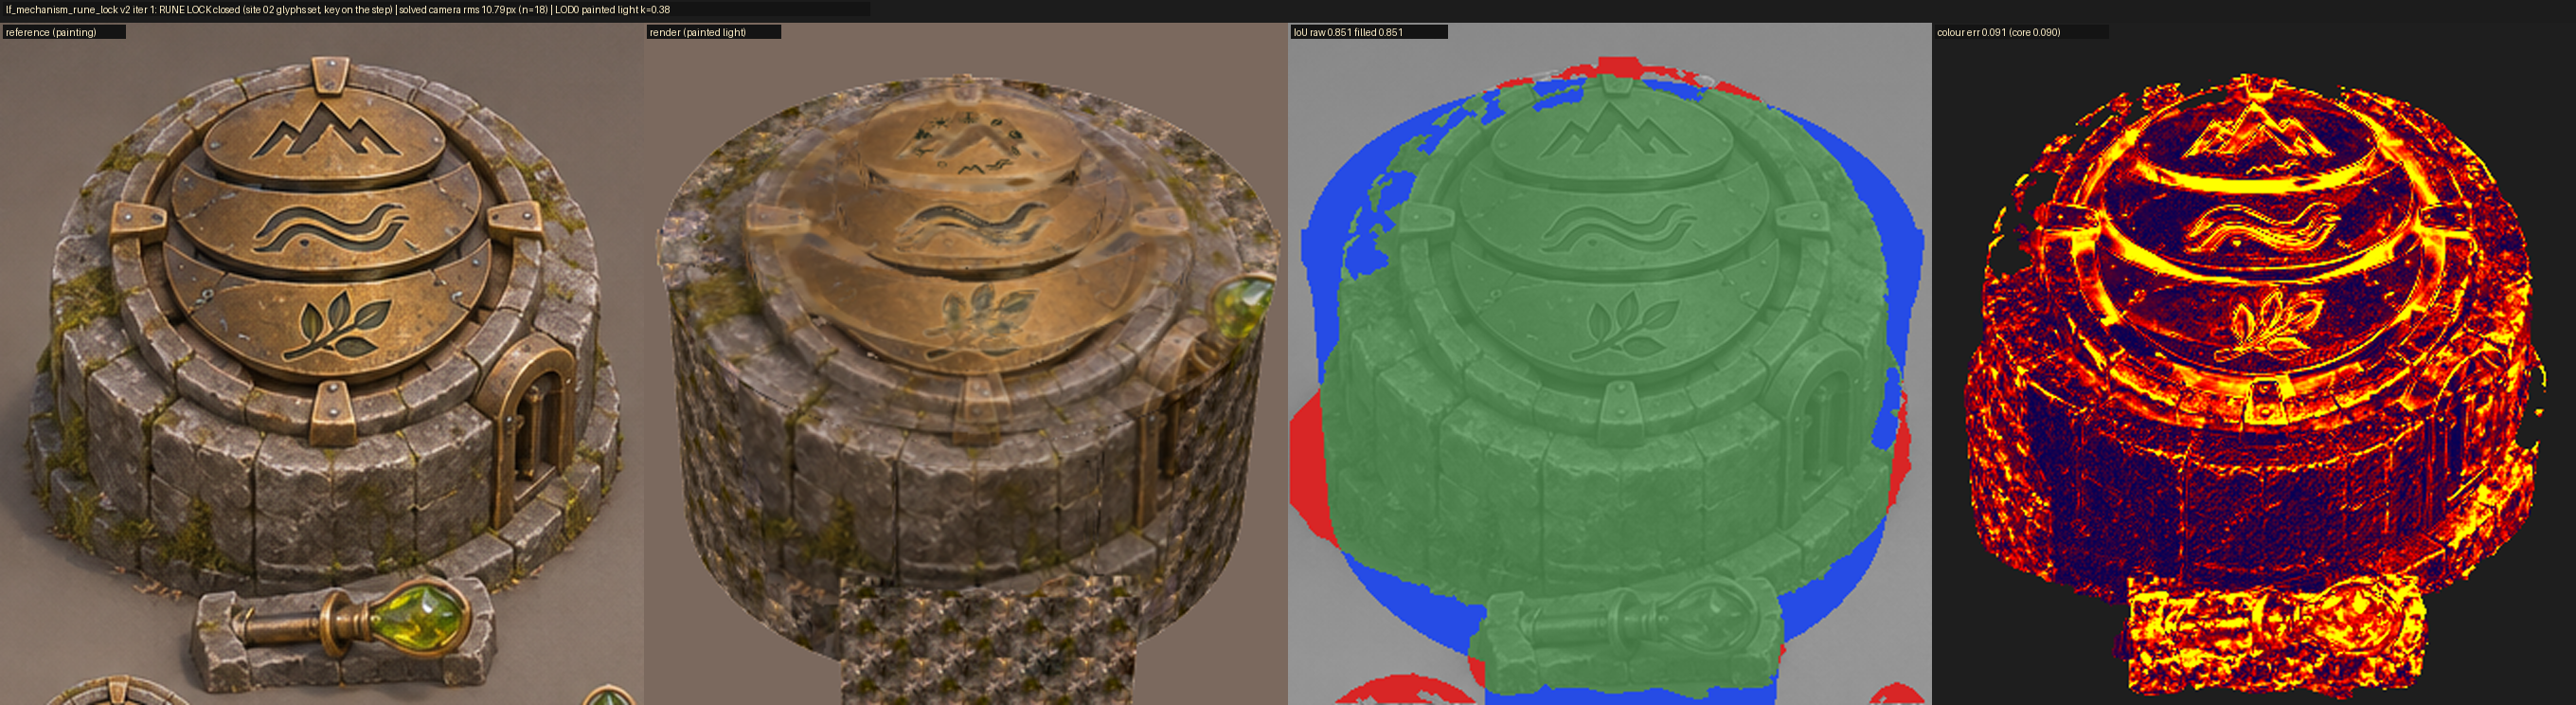 lf_mechanism_rune_lock v2 iter 1: RUNE LOCK closed (site 02 glyphs set, key on the step) | solved camera rms 10.79px (n=18) | LOD0 painted light k=0.38
reference (painting)
render (painted light)
IoU raw 0.851 filled 0.851
colour err 0.091 (core 0.090)